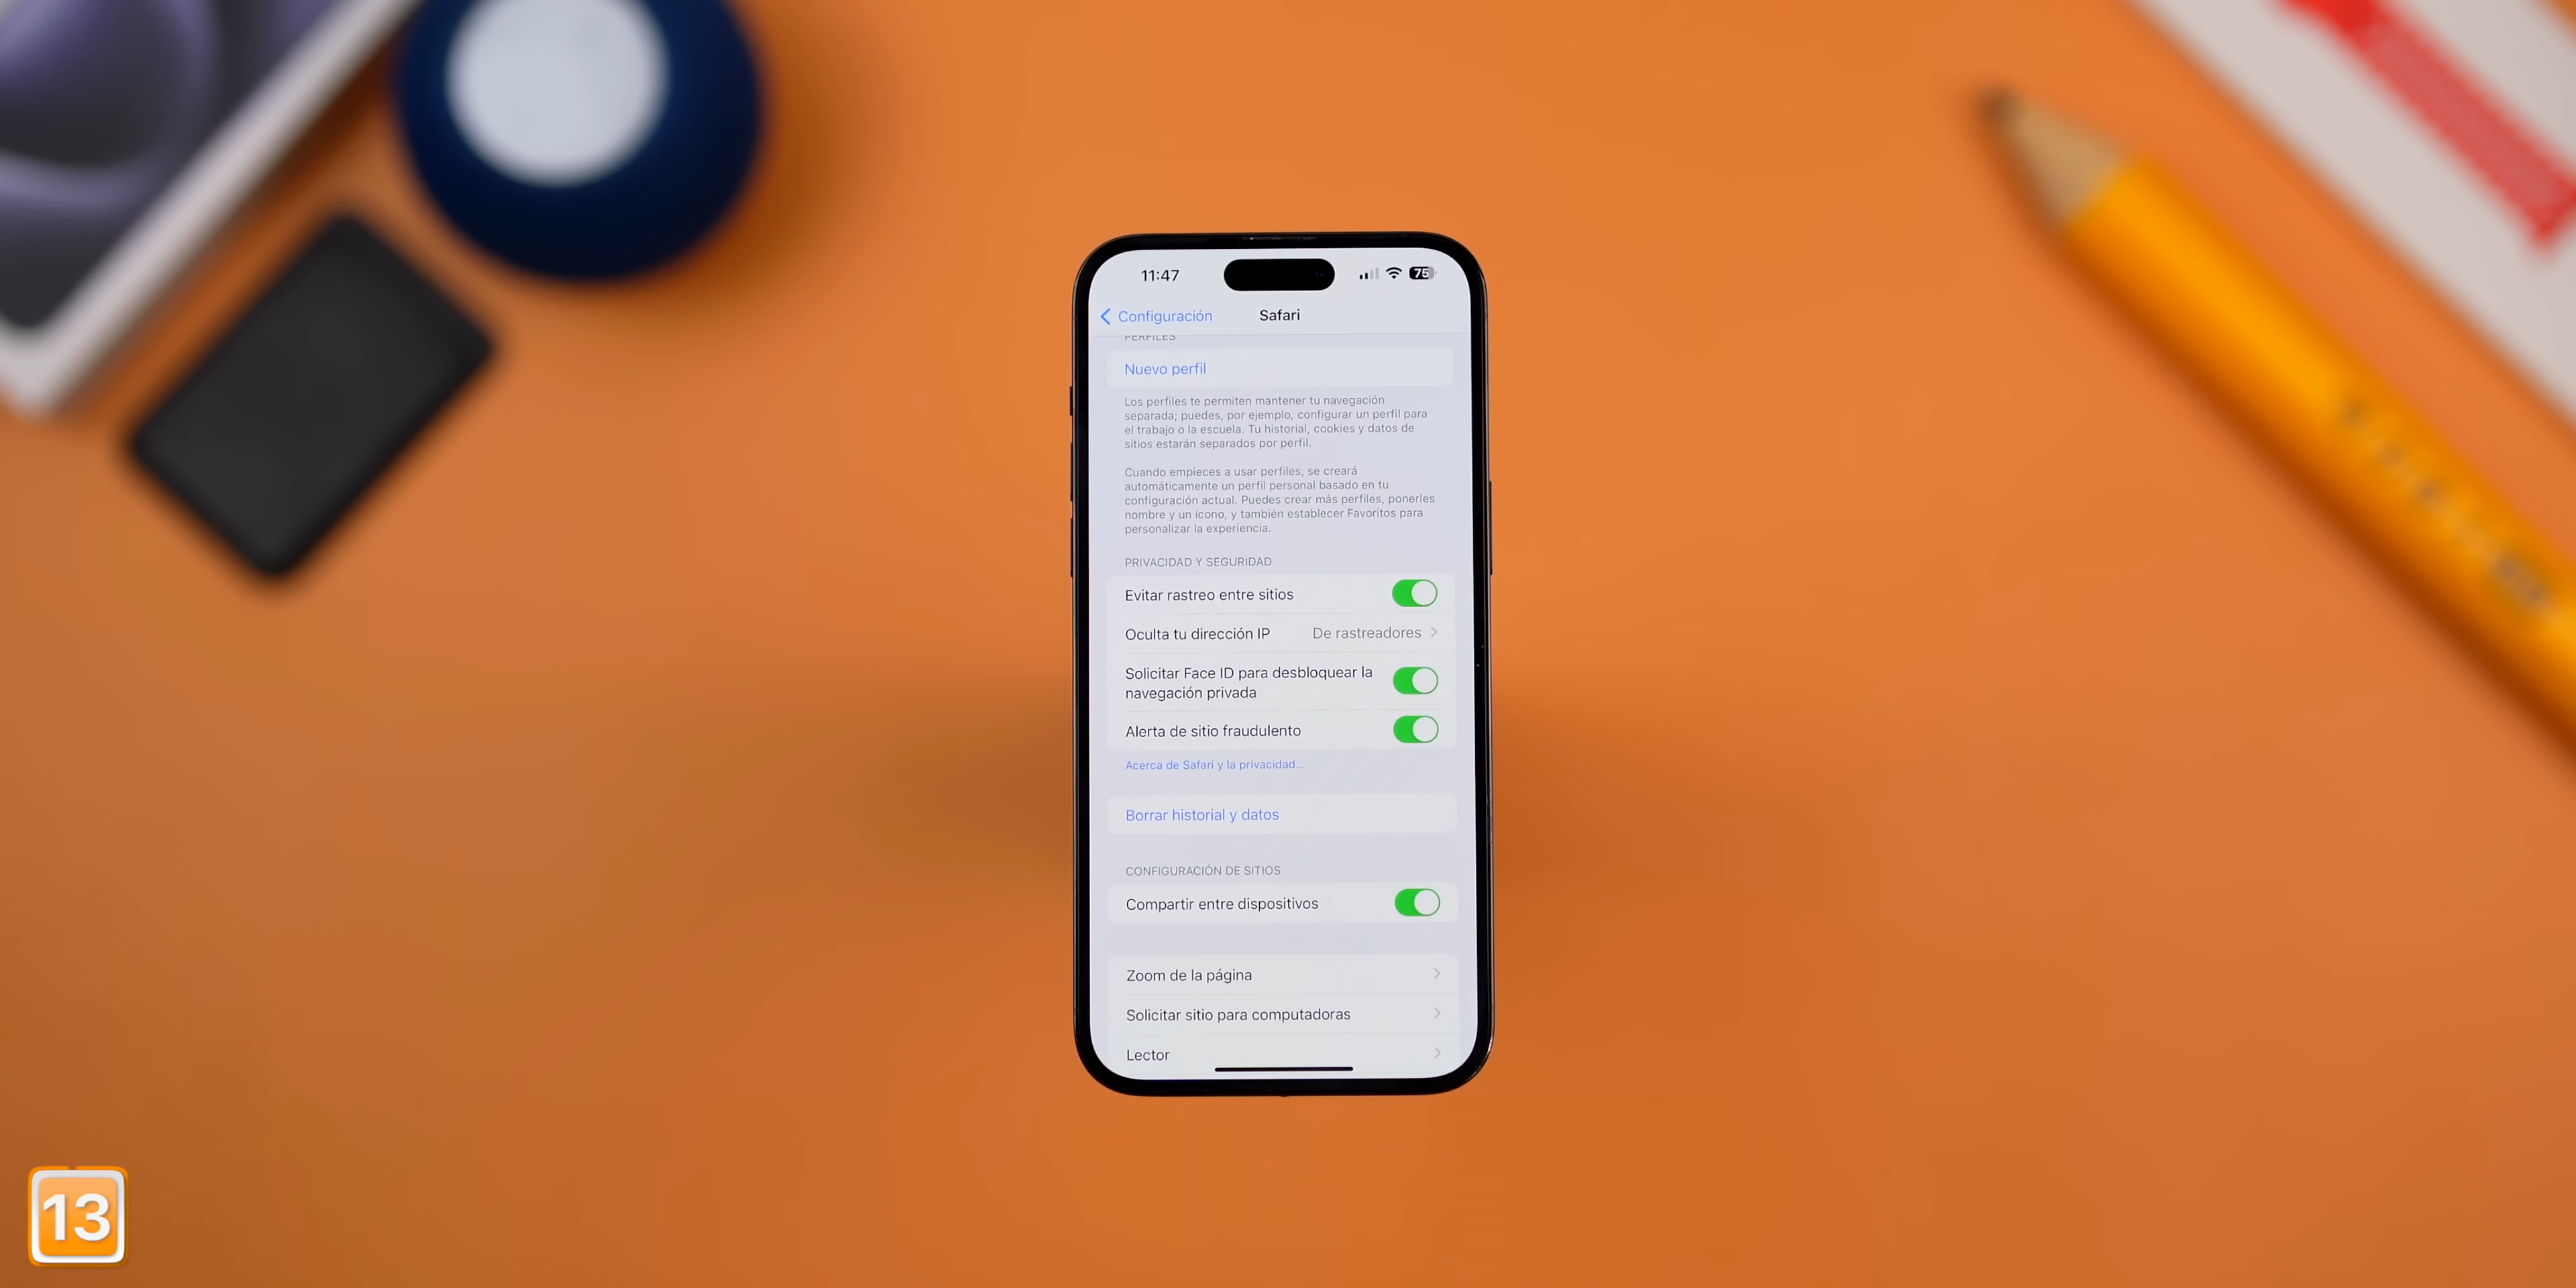 11:47
75
Configuración
Safari
PERFILES
Nuevo perfil
Los perfiles te permiten mantener tu navegación
separada; puedes, por ejemplo, configurar un perfil para
el trabajo o la escuela. Tu historial, cookies y datos de
sitios estarán separados por perfil.
Cuando empieces a usar perfiles, se creará
automáticamente un perfil personal basado en tu
configuración actual. Puedes crear más perfiles, ponerles
nombre y un ícono, y también establecer Favoritos para
personalizar la experiencia.
PRIVACIDAD Y SEGURIDAD
Evitar rastreo entre sitios
Oculta tu dirección IP De rastreadores
Solicitar Face ID para desbloquear la
navegación privada
Alerta de sitio fraudulento
Acerca de Safari y la privacidad...
Borrar historial y datos
CONFIGURACIÓN DE SITIOS
Compartir entre dispositivos
Zoom de la página
Solicitar sitio para computadoras
Lector
13